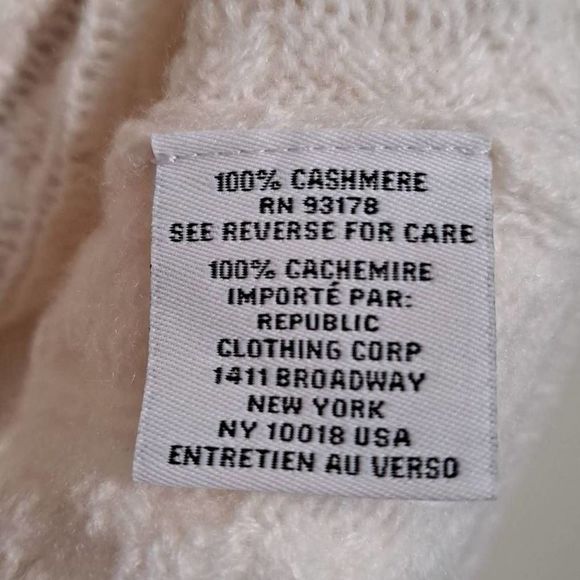 100% CASHMERE
RN 93178
SEE REVERSE FOR CARE
100% CACHEMIRE
IMPORTÉ PAR:
REPUBLIC
CLOTHING CORP
1411 BROADWAY
NEW YORK
NY 10018 USA
ENTRETIEN AU VERSO